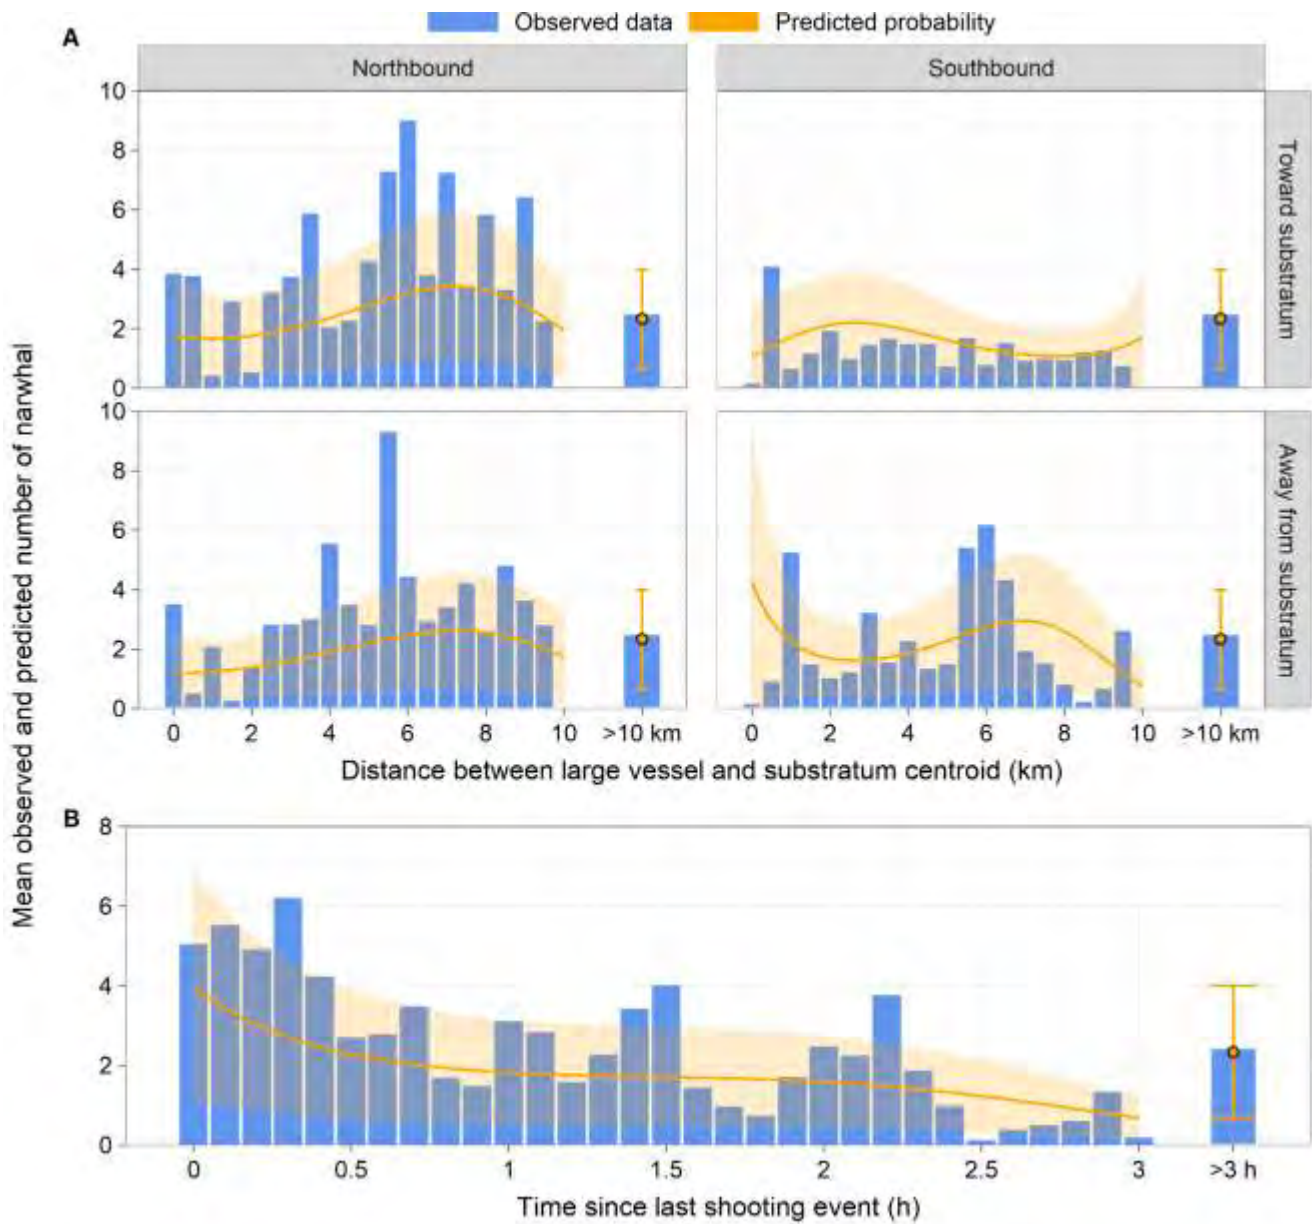 Observed data Predicted probability
A
Northbound Southbound
10
8
6
4
2
0
Toward substratum
10
8
6
4
2
0
Away from substratum
0 2 4 6 8 10 >10 km 0 2 4 6 8 10 >10 km
Distance between large vessel and substratum centroid (km)
Mean observed and predicted number of narwhal
B
8
6
4
2
0
0 0.5 1 1.5 2 2.5 3 >3 h
Time since last shooting event (h)